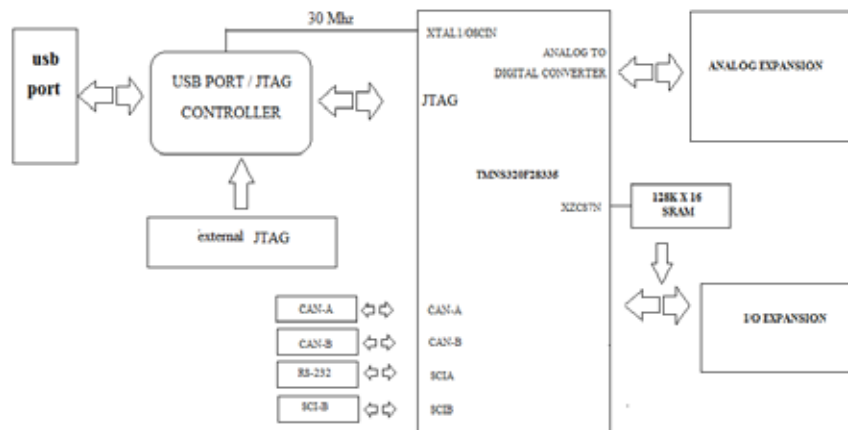 30 Mhz
usb
port
USB PORT / JTAG
CONTROLLER
external JTAG
XTAL1/OSCIN
ANALOG TO
DIGITAL CONVERTER
JTAG
TMNS320F28336
XZCS7N
ANALOG EXPANSION
128K X 16
SRAM
I/O EXPANSION
CAN-A
CAN-A
CAN-B
CAN-B
RS-232
SCIA
SCI-B
SCIB